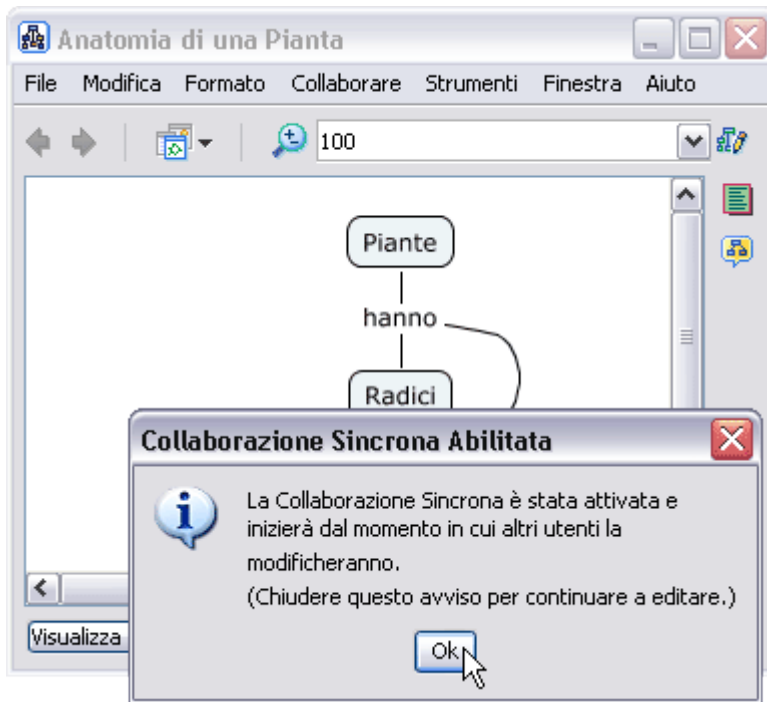 Anatomia di una Pianta
File Modifica Formato Collaborare Strumenti Finestra Aiuto
100
Piante
hanno
Radici
Collaborazione Sincrona Abilitata
La Collaborazione Sincrona è stata attivata e
inizierà dal momento in cui altri utenti la
modificheranno.
(Chiudere questo avviso per continuare a editare.)
Visualizza
Ok